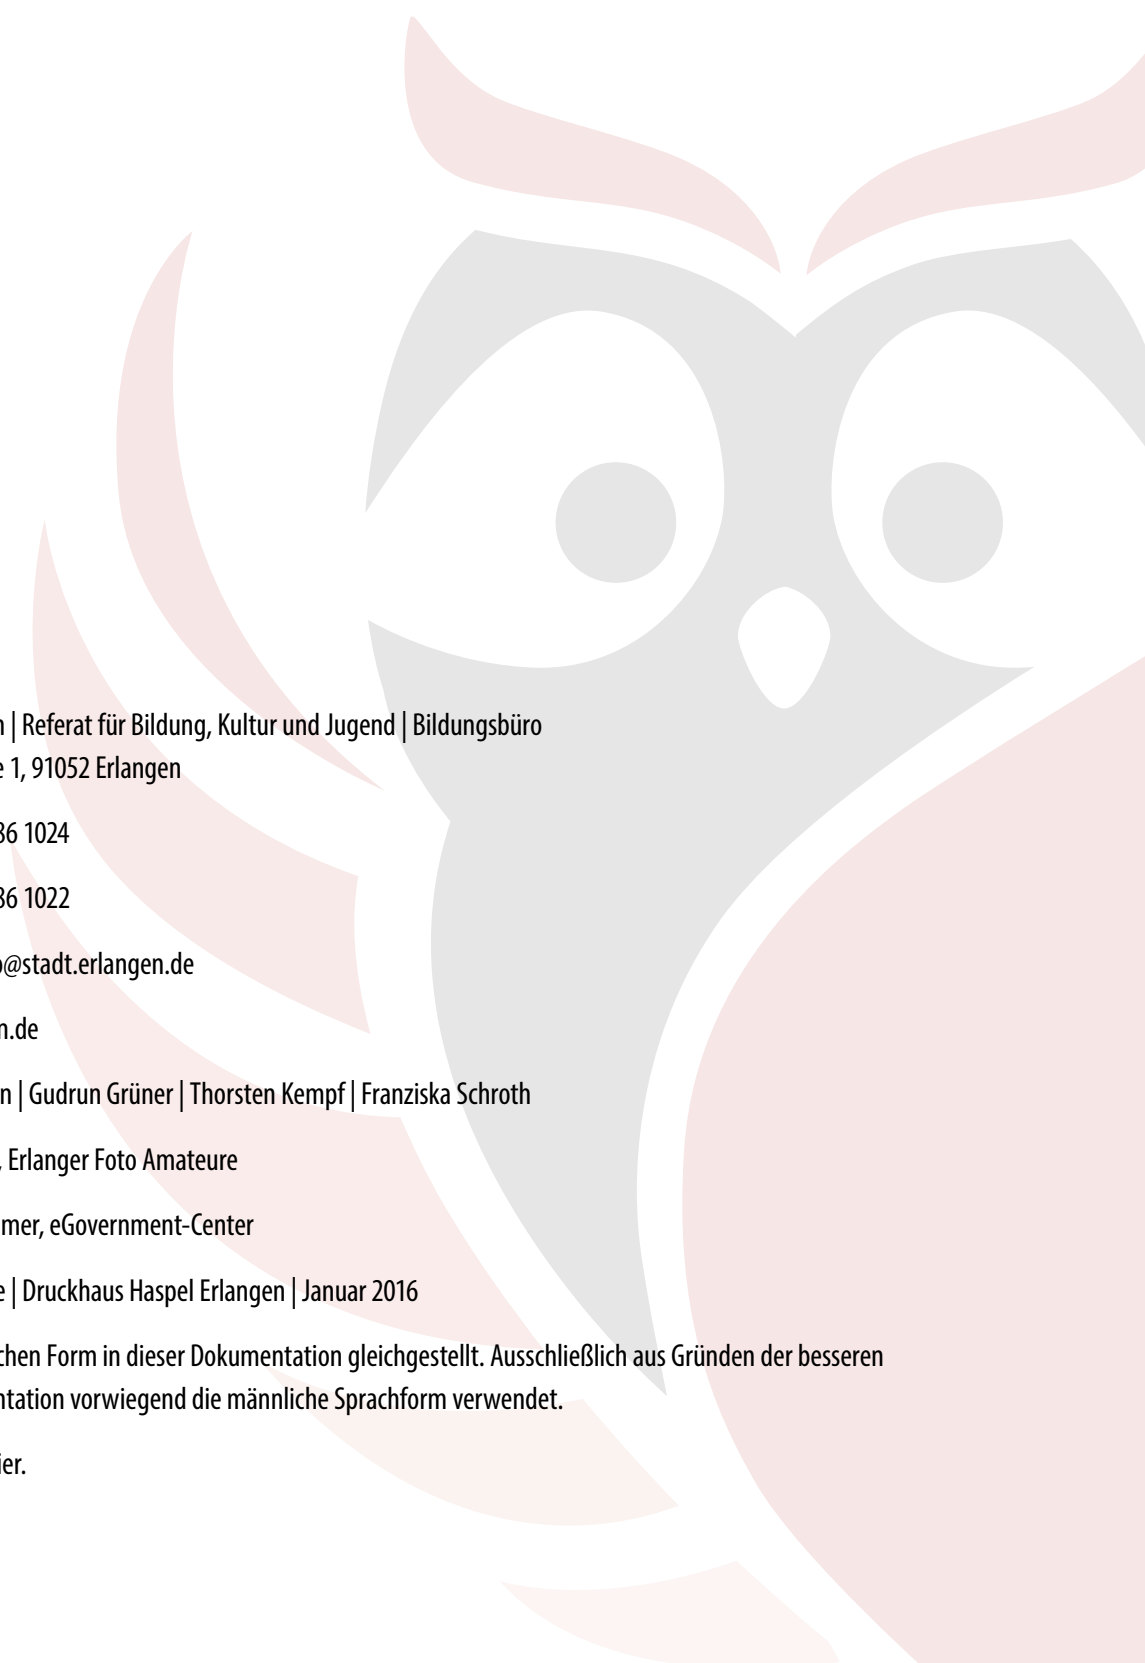 n | Referat für Bildung, Kultur und Jugend | Bildungsbüro
e 1, 91052 Erlangen
86 1024
86 1022
o@stadt.erlangen.de
n.de
n | Gudrun Grüner | Thorsten Kempf | Franziska Schroth
, Erlanger Foto Amateure
mer, eGovernment-Center
e | Druckhaus Haspel Erlangen | Januar 2016
chen Form in dieser Dokumentation gleichgestellt. Ausschließlich aus Gründen der besseren
ntation vorwiegend die männliche Sprachform verwendet.
ier.